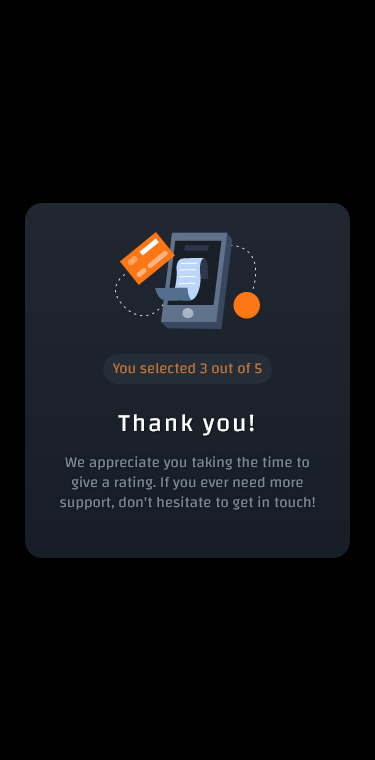 You selected 3 out of 5
Thank you!
We appreciate you taking the time to
give a rating. If you ever need more
support, don't hesitate to get in touch!